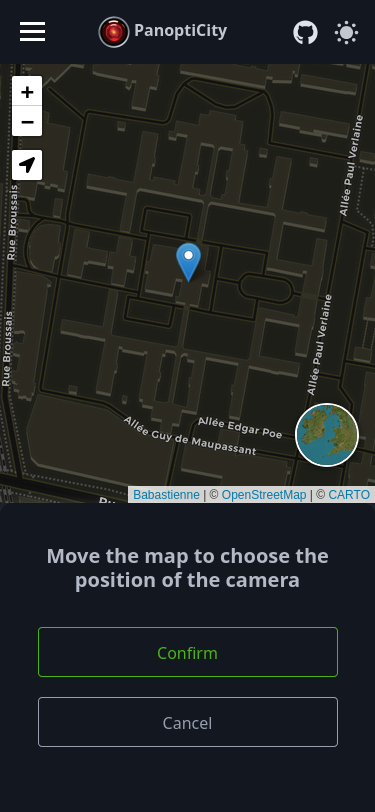 PanoptiCity
+
−
Rue Broussais
Allée Paul Verlaine
Rue Broussais
Allée Paul Verlaine
Allée Edgar Poe
Allée Guy de Maupassant
Babastienne | © OpenStreetMap | © CARTO
Move the map to choose the
position of the camera
Confirm
Cancel